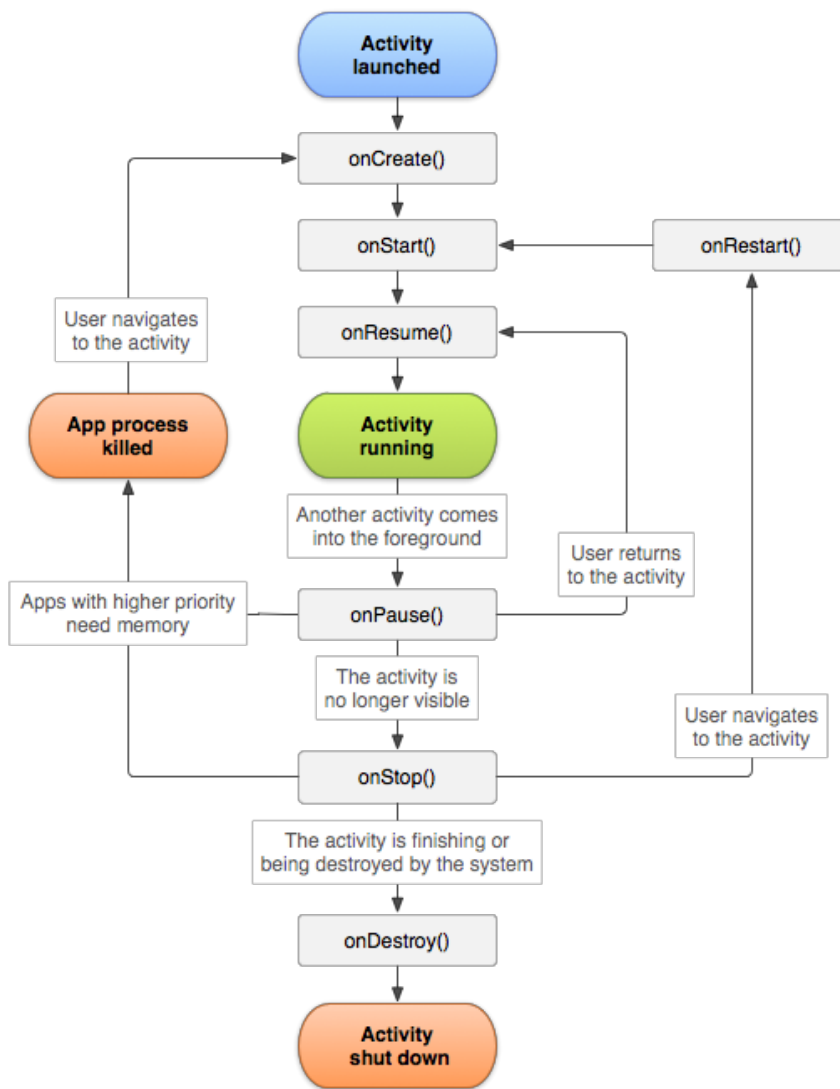 Activity
launched
onCreate()
onStart()
onRestart()
User navigates
to the activity
onResume()
App process
killed
Activity
running
Another activity comes
into the foreground
User returns
to the activity
Apps with higher priority
need memory
onPause()
The activity is
no longer visible
User navigates
to the activity
onStop()
The activity is finishing or
being destroyed by the system
onDestroy()
Activity
shut down